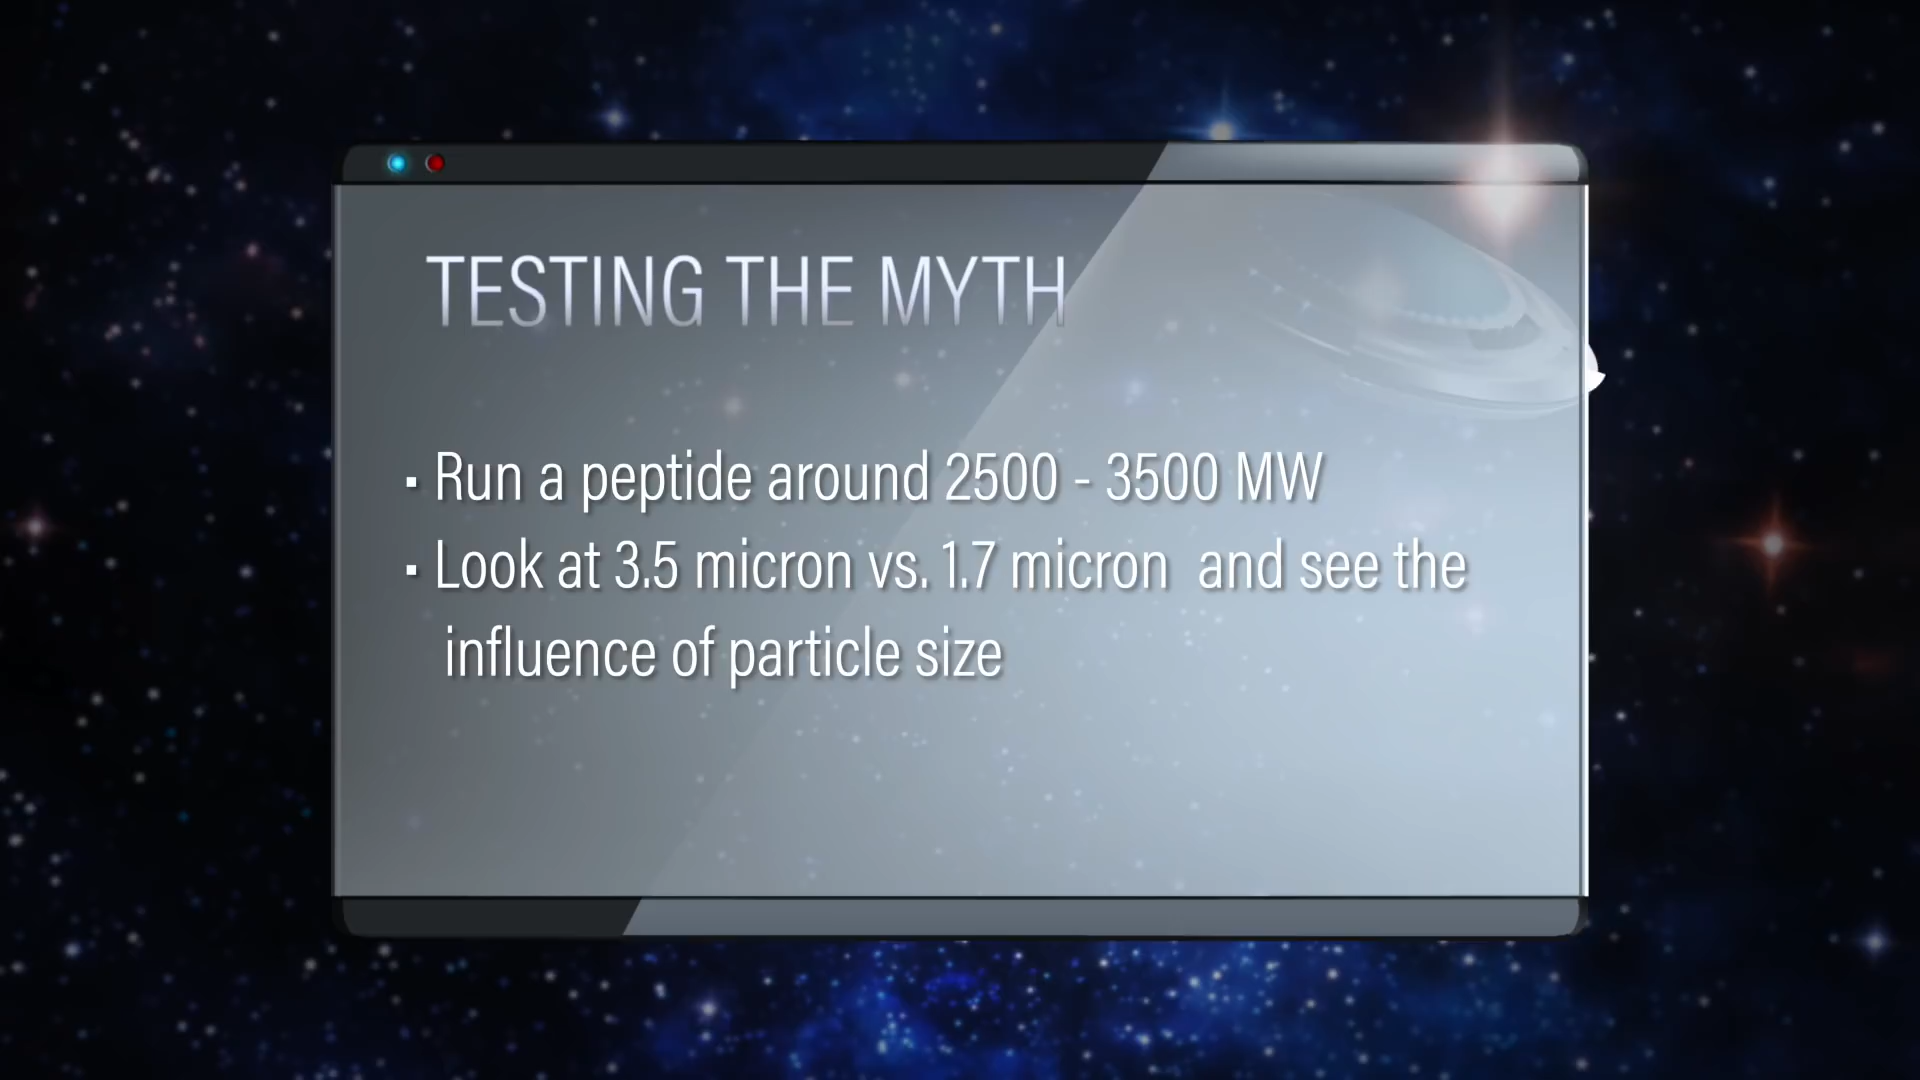 TESTING THE MYTH
▪ Run a peptide around 2500 - 3500 MW
▪ Look at 3.5 micron vs. 1.7 micron  and see the
influence of particle size